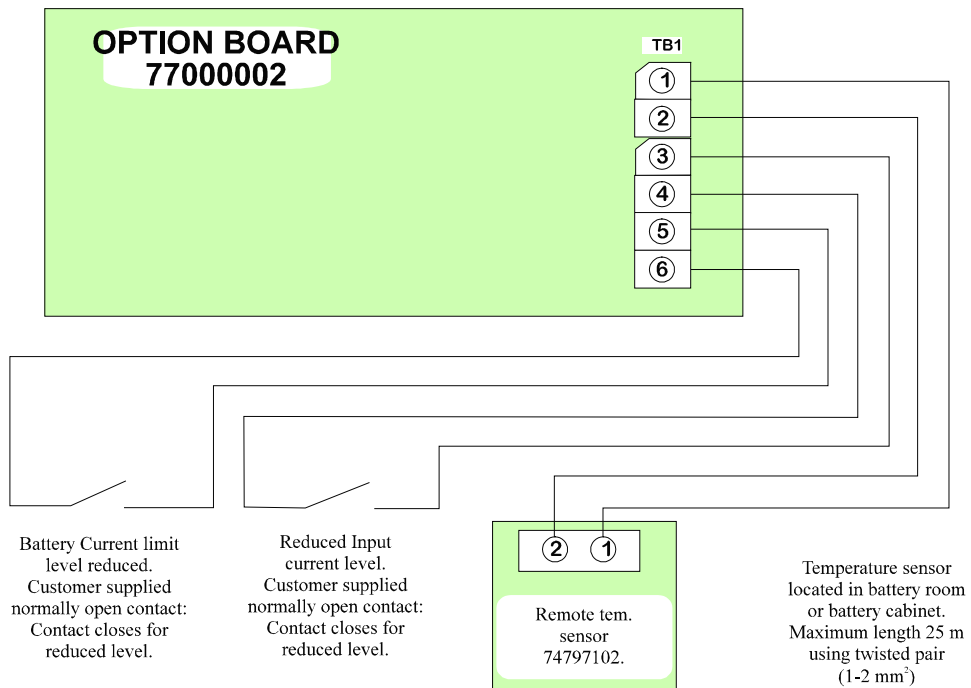 OPTION BOARD
77000002
TB1
1
2
3
4
5
6
Battery Current limit
level reduced.
Customer supplied
normally open contact:
Contact closes for
reduced level.
Reduced Input
current level.
Customer supplied
normally open contact:
Contact closes for
reduced level.
2 1
Remote tem.
sensor
74797102.
Temperature sensor
located in battery room
or battery cabinet.
Maximum length 25 m
using twisted pair
(1-2 mm²)